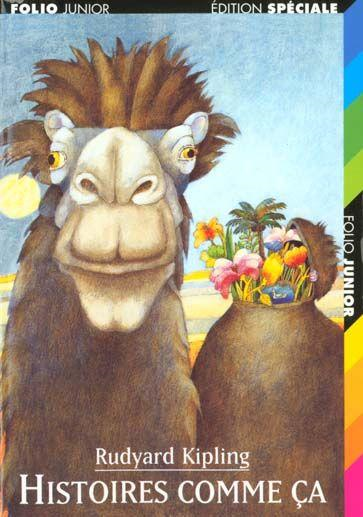 FOLIO JUNIOR
ÉDITION SPÉCIALE
FOLIO JUNIOR
Rudyard Kipling
HISTOIRES COMME ÇA